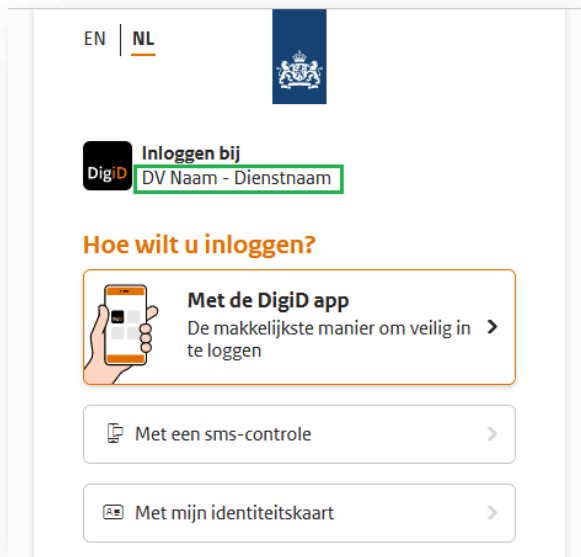 EN | NL
DigiD
Inloggen bij
DV Naam - Dienstnaam
Hoe wilt u inloggen?
Met de DigiD app
De makkelijkste manier om veilig in
te loggen
Met een sms-controle
Met mijn identiteitskaart